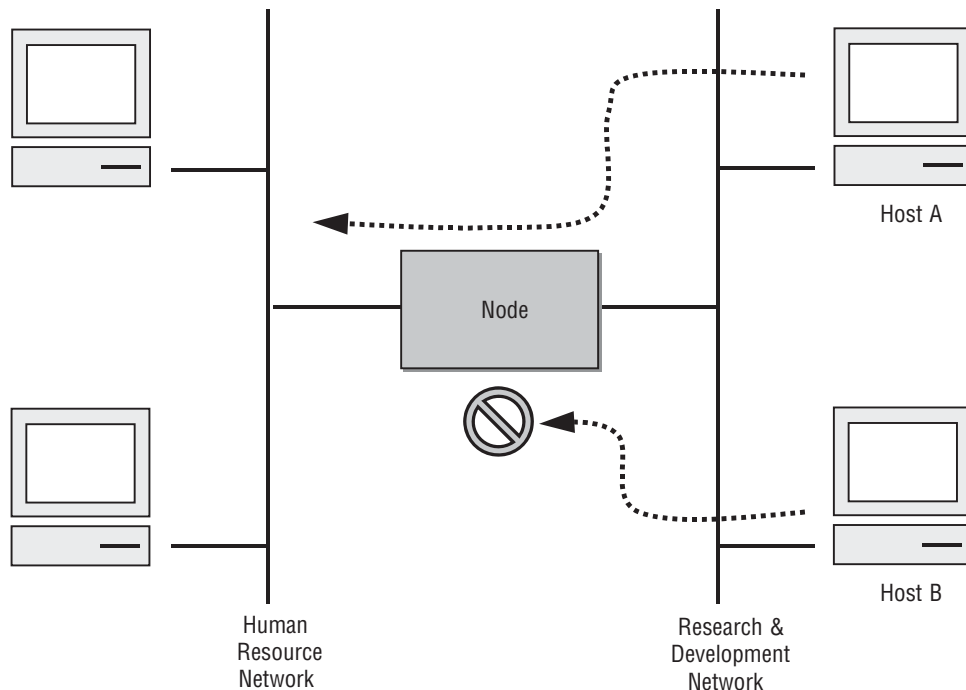 Host A
Node
Host B
Human
Resource
Network
Research &
Development
Network